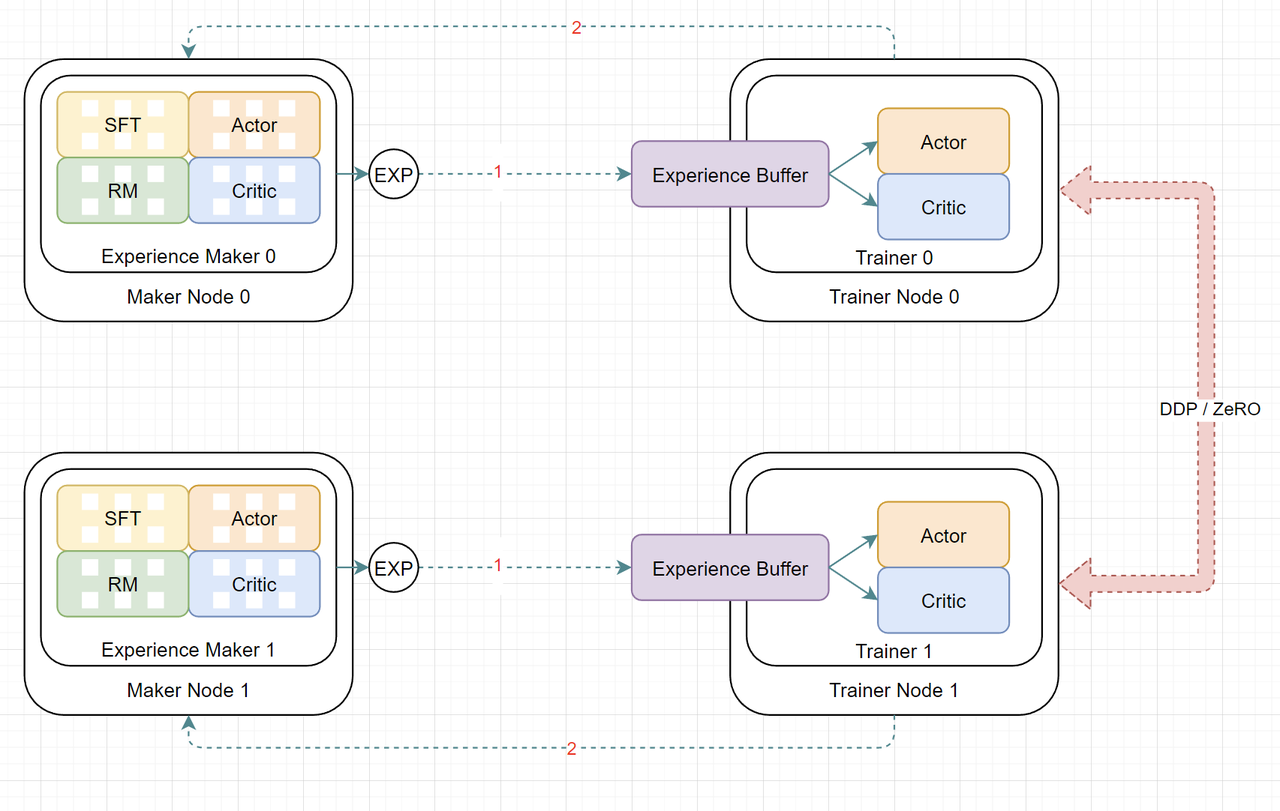 2
SFT
Actor
RM
Critic
Experience Maker 0
Maker Node 0
EXP
1
Experience Buffer
Actor
Critic
Trainer 0
Trainer Node 0
DDP / ZeRO
SFT
Actor
RM
Critic
Experience Maker 1
Maker Node 1
EXP
1
Experience Buffer
Actor
Critic
Trainer 1
Trainer Node 1
2